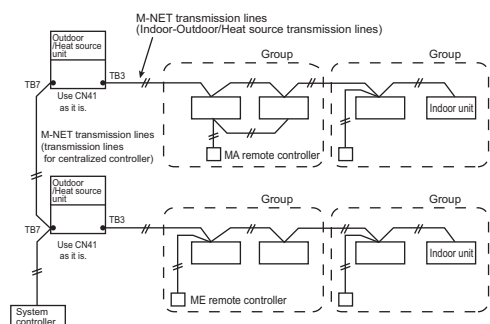 M-NET transmission lines
(Indoor-Outdoor/Heat source transmission lines)
Outdoor
/Heat source
unit
TB7
TB3
Use CN41
as it is.
Group
Group
Indoor unit
MA remote controller
M-NET transmission lines
(transmission lines
for centralized controller)
Outdoor
/Heat source
unit
TB7
TB3
Use CN41
as it is.
Group
Group
Indoor unit
ME remote controller
System
controller